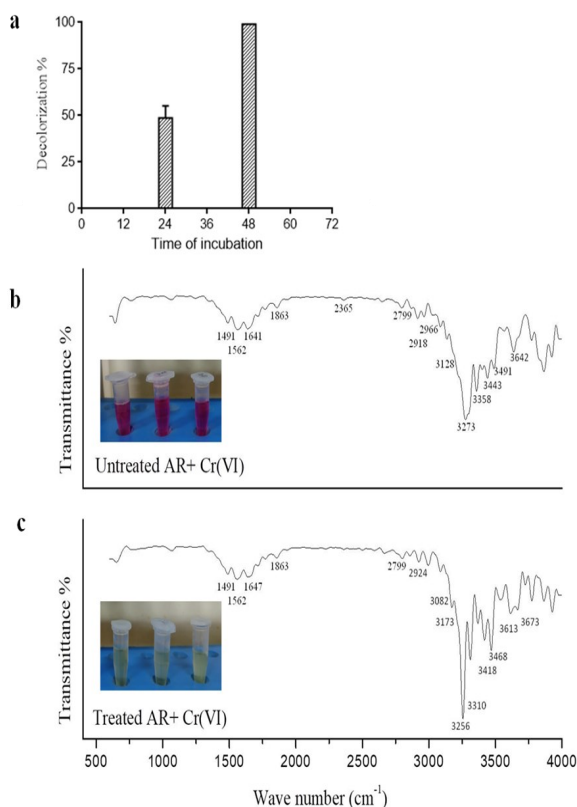 a
Decolorization %
100
75
50
25
0
0 12 24 36 48 60 72
Time of incubation
b
Transmittance %
1491
1562
1641
1863
2365
2799
2918
2966
3128
3273
3358
3443
3491
3642
Untreated AR+ Cr(VI)
c
Transmittance %
1491
1562
1647
1863
2799
2924
3082
3173
3256
3310
3418
3468
3613
3673
Treated AR+ Cr(VI)
500 1000 1500 2000 2500 3000 3500 4000
Wave number (cm⁻¹)